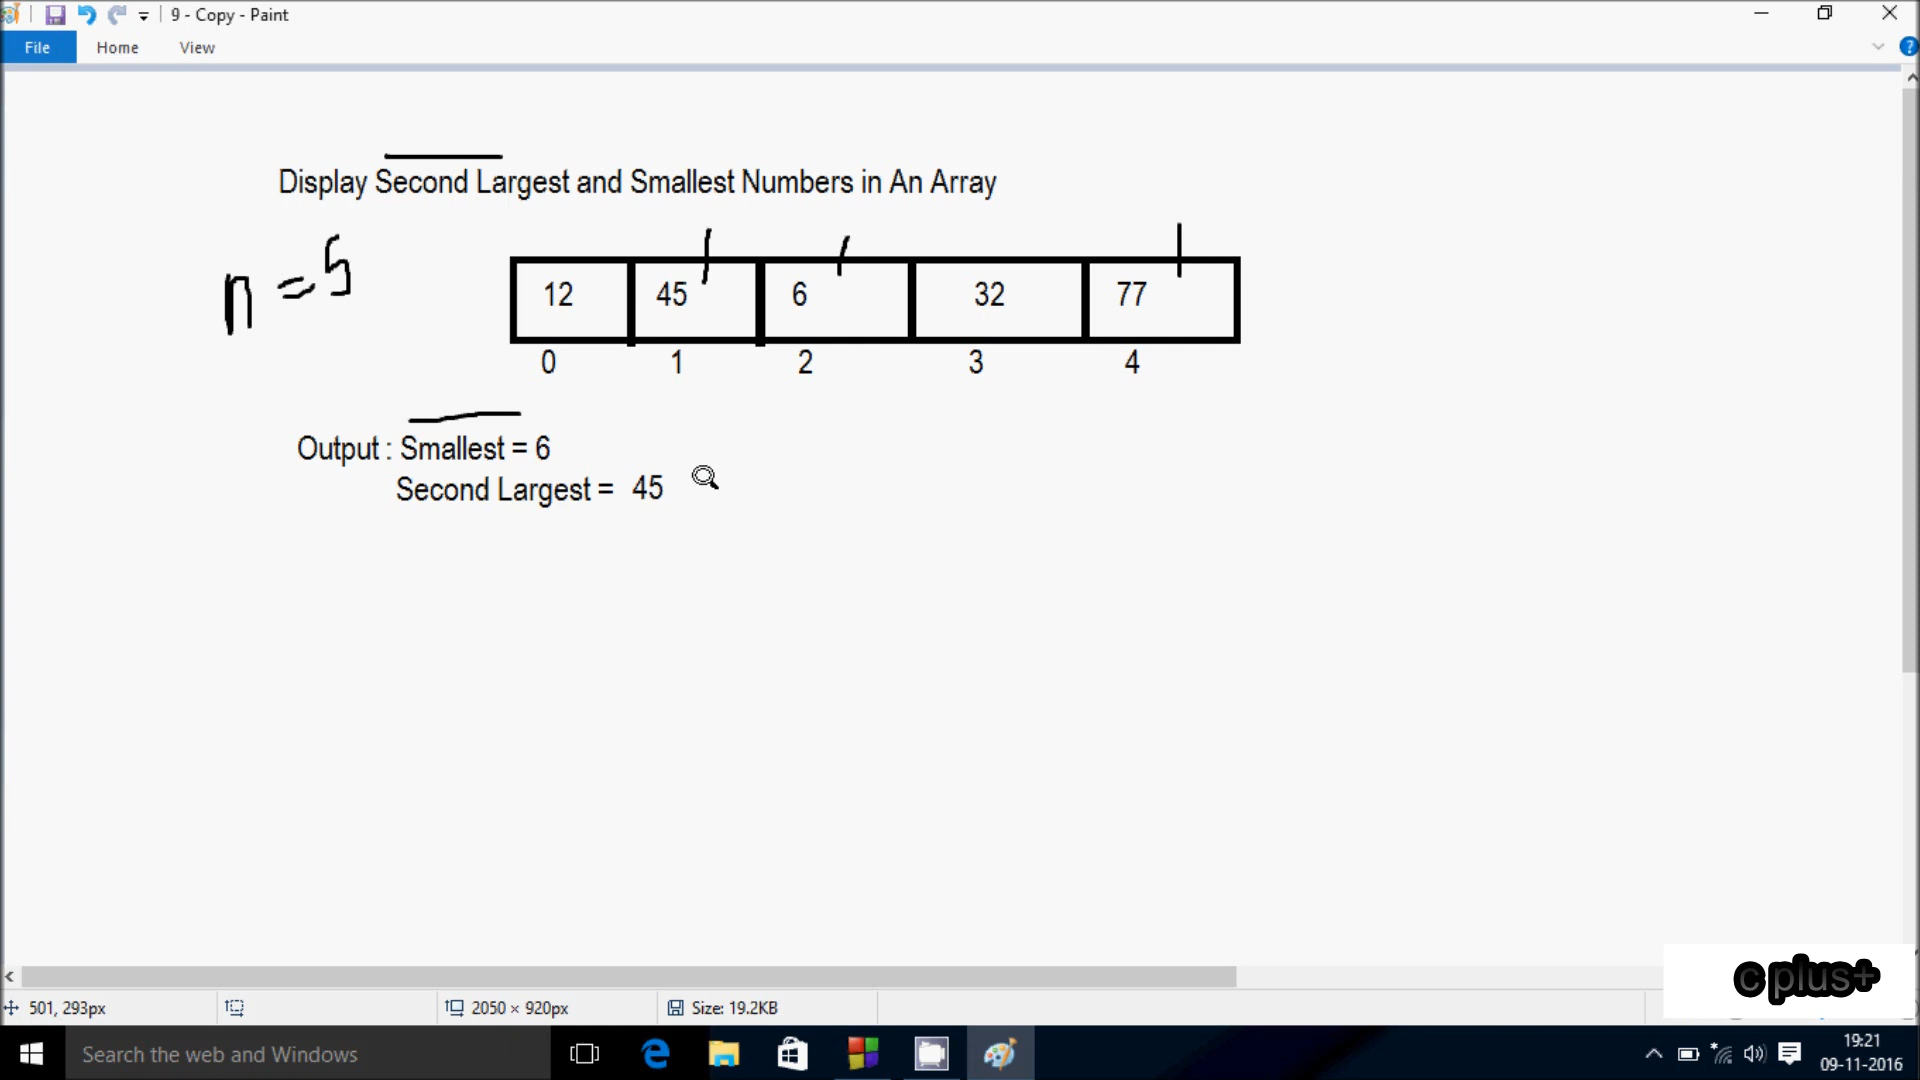 9 - Copy - Paint
File Home View
Display Second Largest and Smallest Numbers in An Array
n = 5
12 45 6 32 77
0 1 2 3 4
Output : Smallest = 6
Second Largest = 45
c plus+
501, 293px 2050 × 920px Size: 19.2KB
Search the web and Windows
19:21
09-11-2016